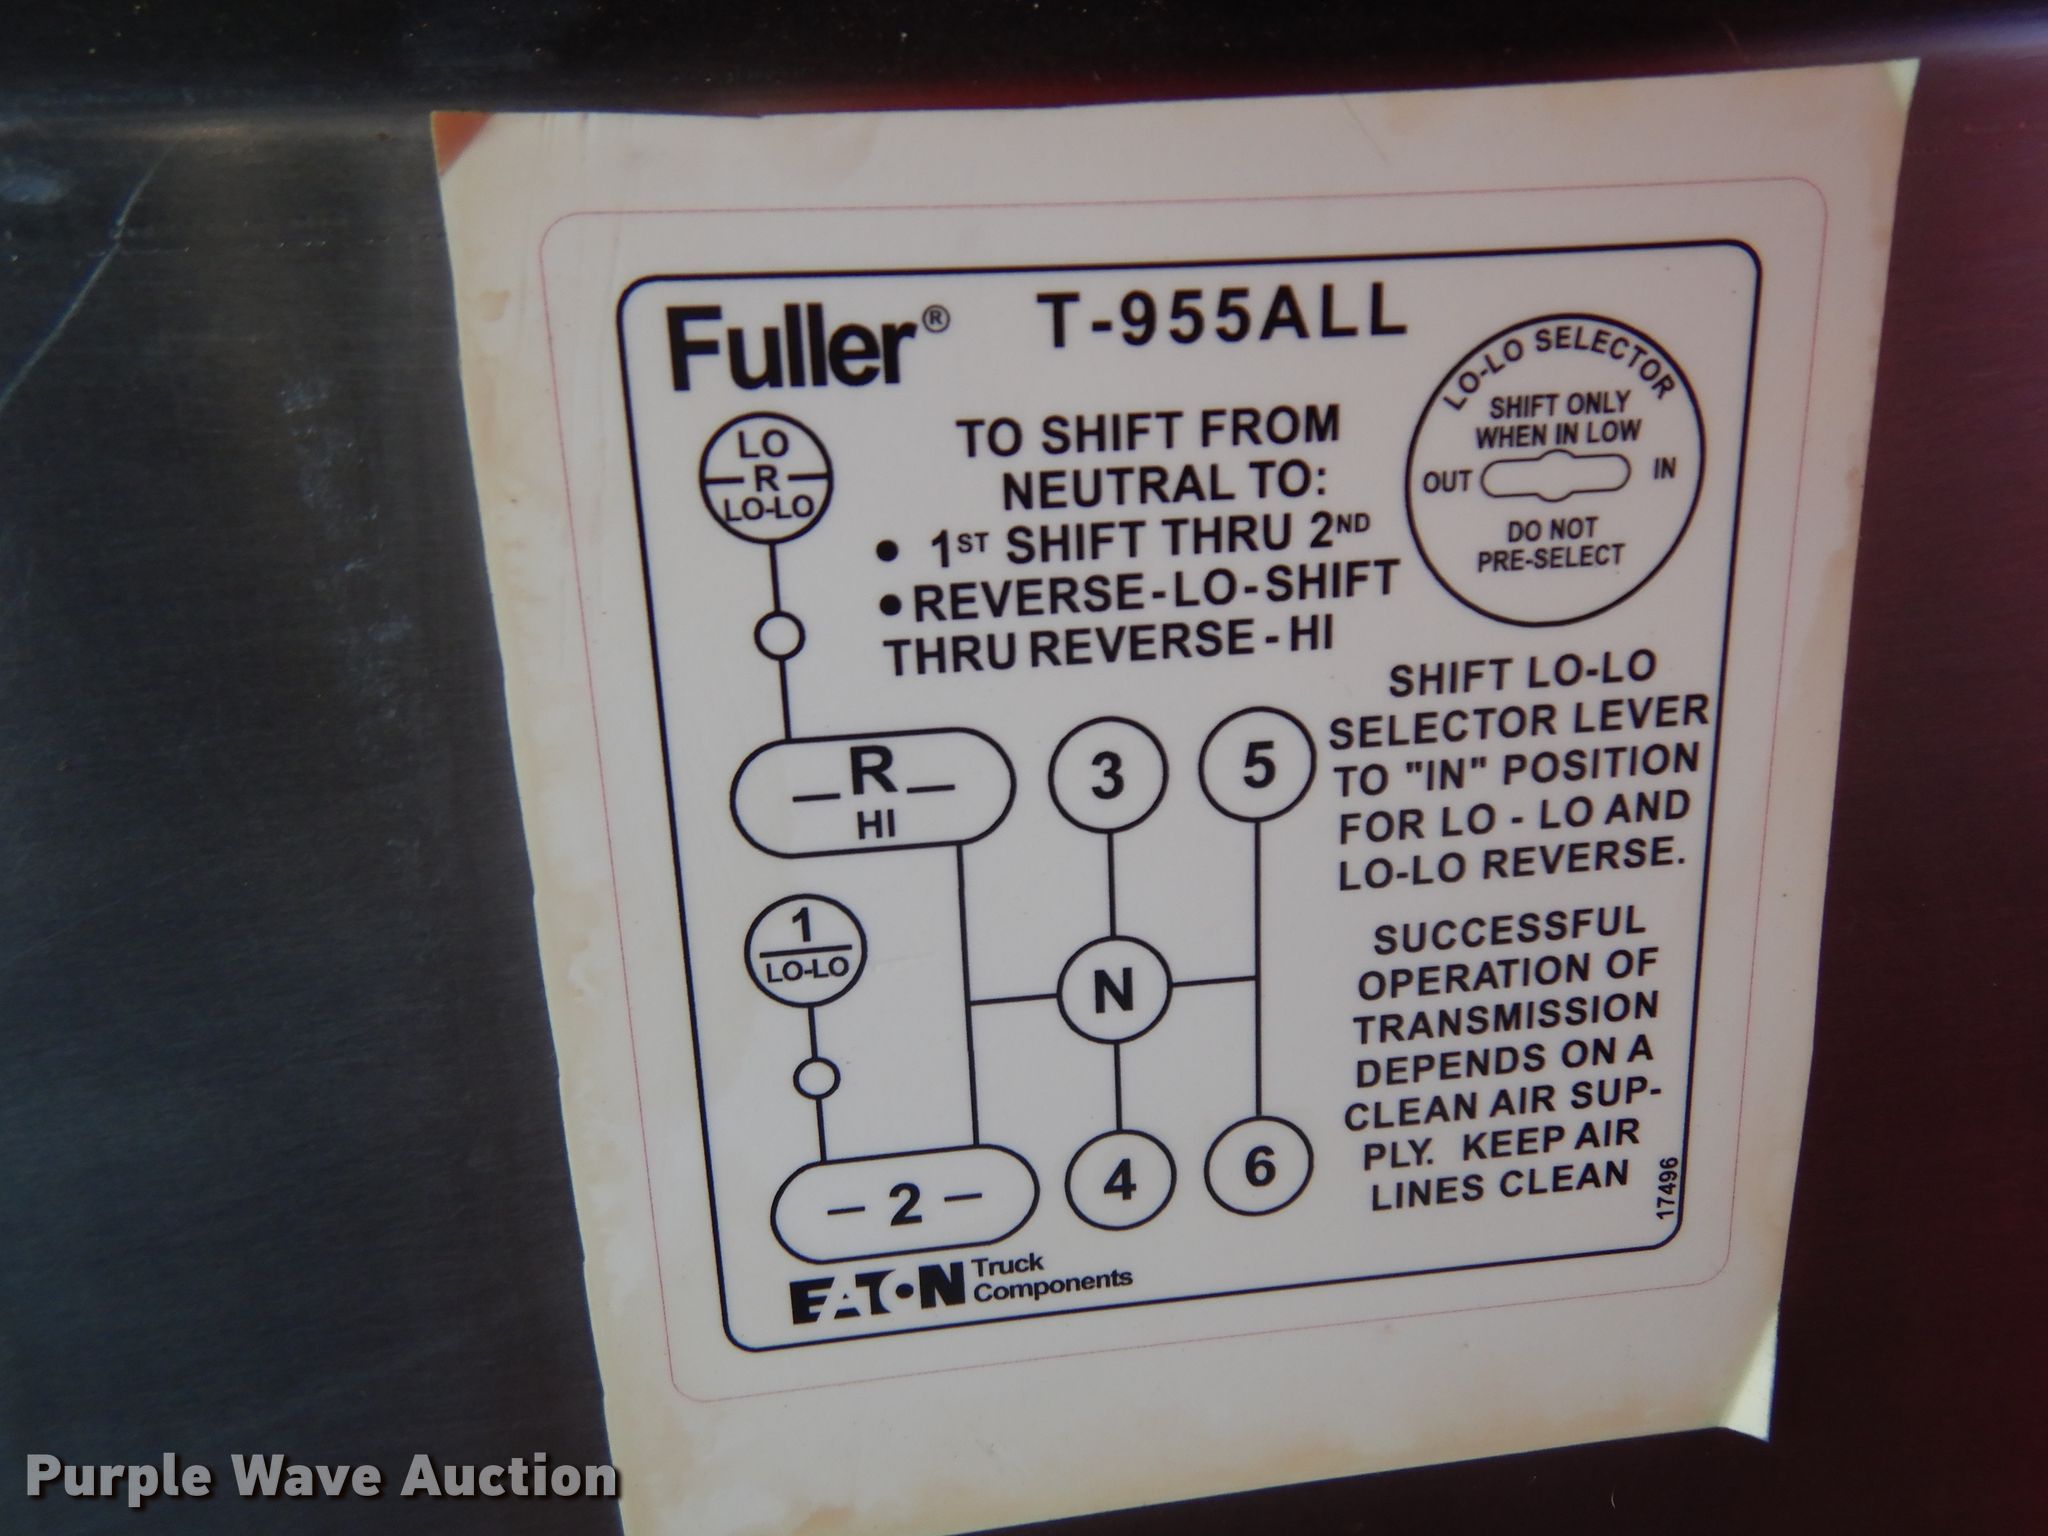 Fuller® T-955ALL
LO-LO SELECTOR
SHIFT ONLY
WHEN IN LOW
OUT IN
DO NOT
PRE-SELECT
LO
R
LO-LO
TO SHIFT FROM
NEUTRAL TO:
• 1ST SHIFT THRU 2ND
• REVERSE-LO-SHIFT
THRU REVERSE-HI
SHIFT LO-LO
SELECTOR LEVER
TO "IN" POSITION
FOR LO - LO AND
LO-LO REVERSE.
R
HI
3
5
1
LO-LO
N
2
4
6
SUCCESSFUL
OPERATION OF
TRANSMISSION
DEPENDS ON A
CLEAN AIR SUP-
PLY. KEEP AIR
LINES CLEAN
17496
EATON Truck
Components
Purple Wave Auction